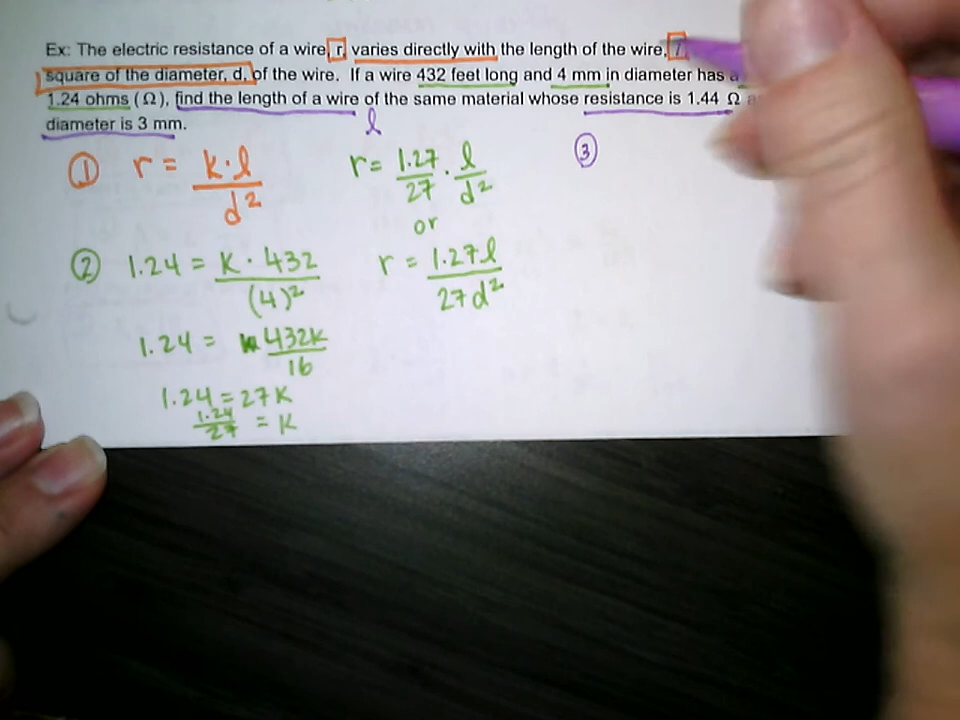 Ex: The electric resistance of a wire, r, varies directly with the length of the wire, l
square of the diameter, d, of the wire. If a wire 432 feet long and 4 mm in diameter has a
1.24 ohms (Ω), find the length of a wire of the same material whose resistance is 1.44 Ω
diameter is 3 mm.
l
① r = k·l / d²
r = 1.27/27 · l/d²
or
r = 1.27l / 27d²
② 1.24 = k · 432 / (4)²
1.24 = 432k / 16
1.24 = 27k
1.24/27 = k
③